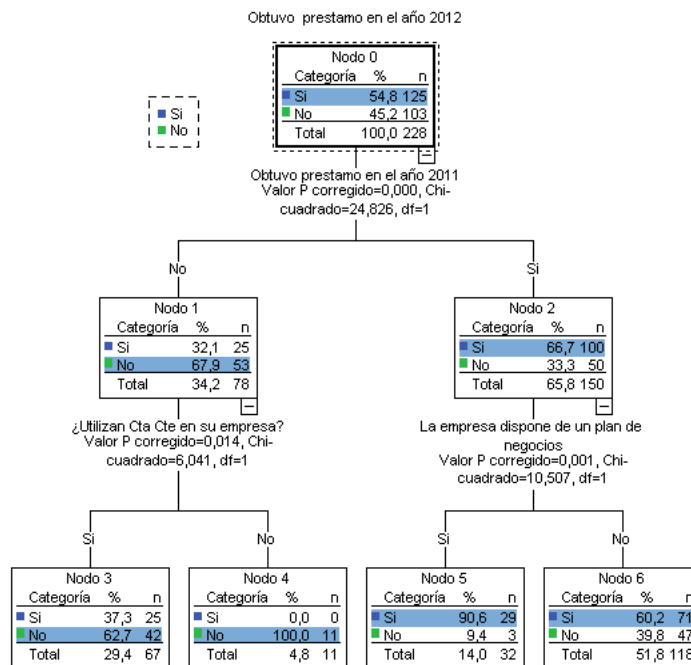 Obtuvo prestamo en el año 2012
Si
No
Nodo 0
Categoría % n
Si 54,8 125
No 45,2 103
Total 100,0 228
Obtuvo prestamo en el año 2011
Valor P corregido=0,000, Chi-
cuadrado=24,826, df=1
No
Si
Nodo 1
Categoría % n
Si 32,1 25
No 67,9 53
Total 34,2 78
Nodo 2
Categoría % n
Si 66,7 100
No 33,3 50
Total 65,8 150
¿Utilizan Cta Cte en su empresa?
Valor P corregido=0,014, Chi-
cuadrado=6,041, df=1
La empresa dispone de un plan de
negocios
Valor P corregido=0,001, Chi-
cuadrado=10,507, df=1
Si
No
Si
No
Nodo 3
Categoría % n
Si 37,3 25
No 62,7 42
Total 29,4 67
Nodo 4
Categoría % n
Si 0,0 0
No 100,0 11
Total 4,8 11
Nodo 5
Categoría % n
Si 90,6 29
No 9,4 3
Total 14,0 32
Nodo 6
Categoría % n
Si 60,2 71
No 39,8 47
Total 51,8 118